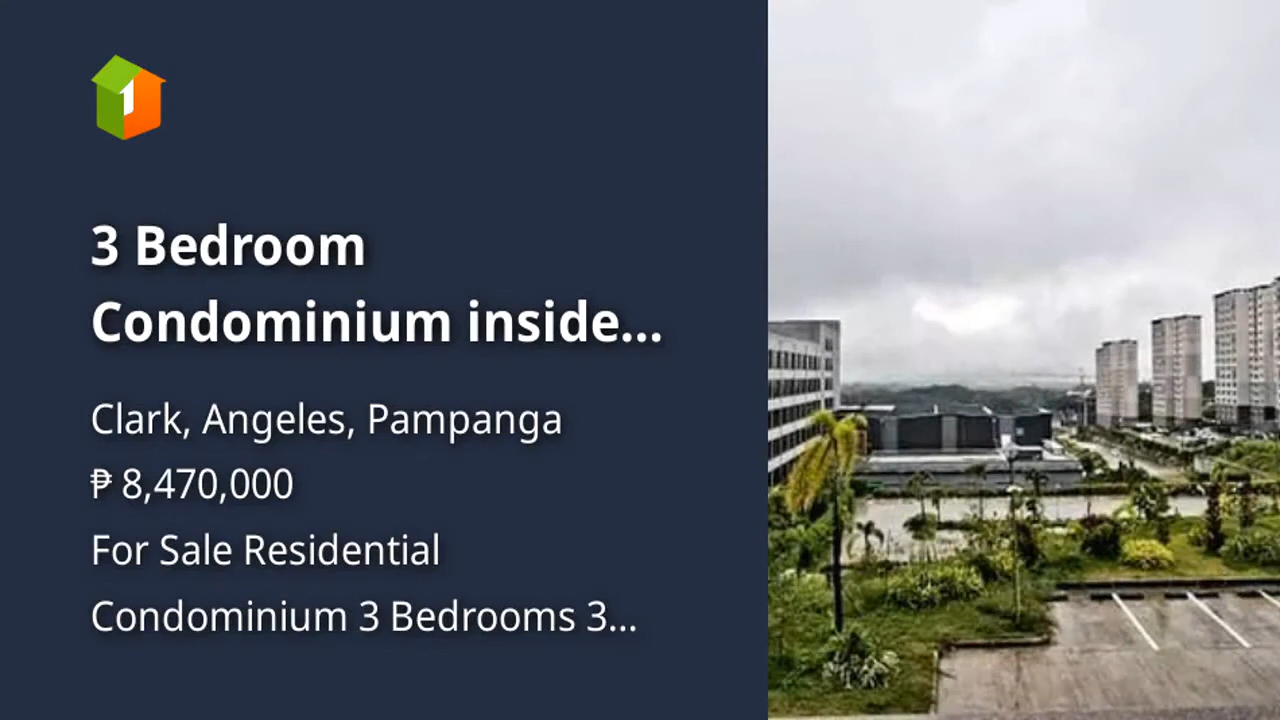 3 Bedroom
Condominium inside...
Clark, Angeles, Pampanga
₱ 8,470,000
For Sale Residential
Condominium 3 Bedrooms 3...